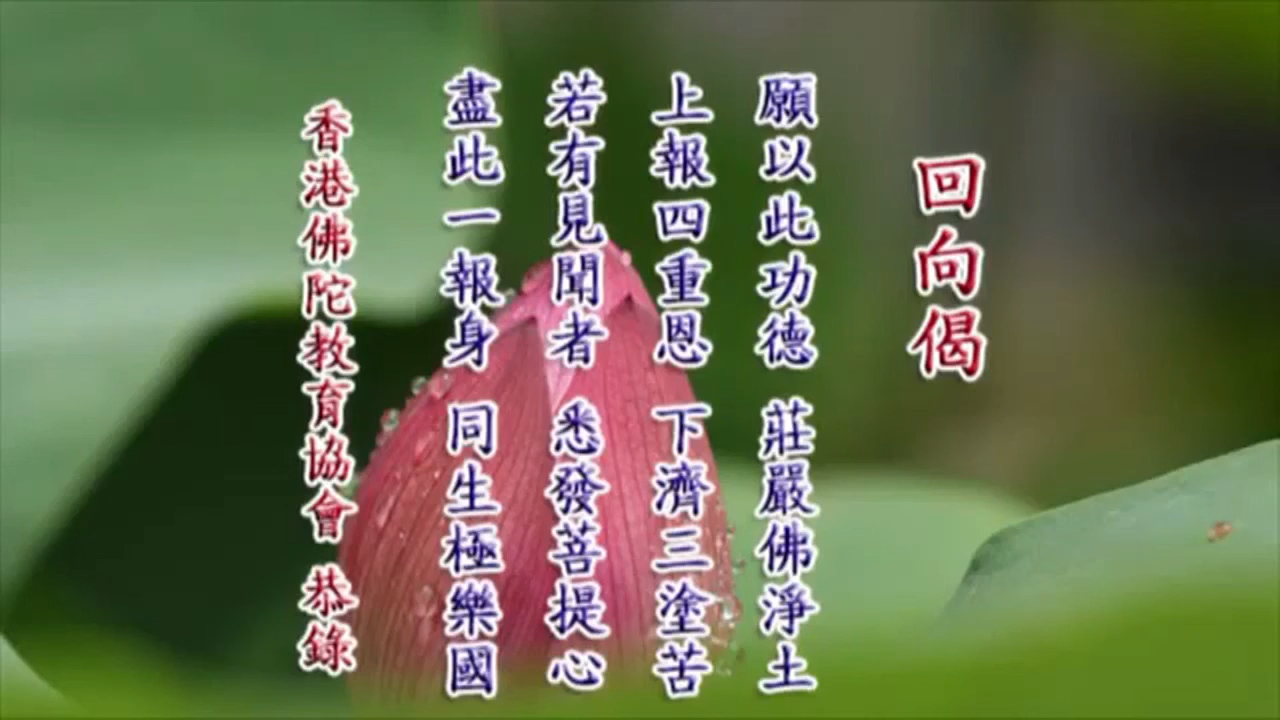 回向偈
願以此功德 莊嚴佛淨土
上報四重恩 下濟三塗苦
若有見聞者 悉發菩提心
盡此一報身 同生極樂國
香港佛陀教育協會 恭錄